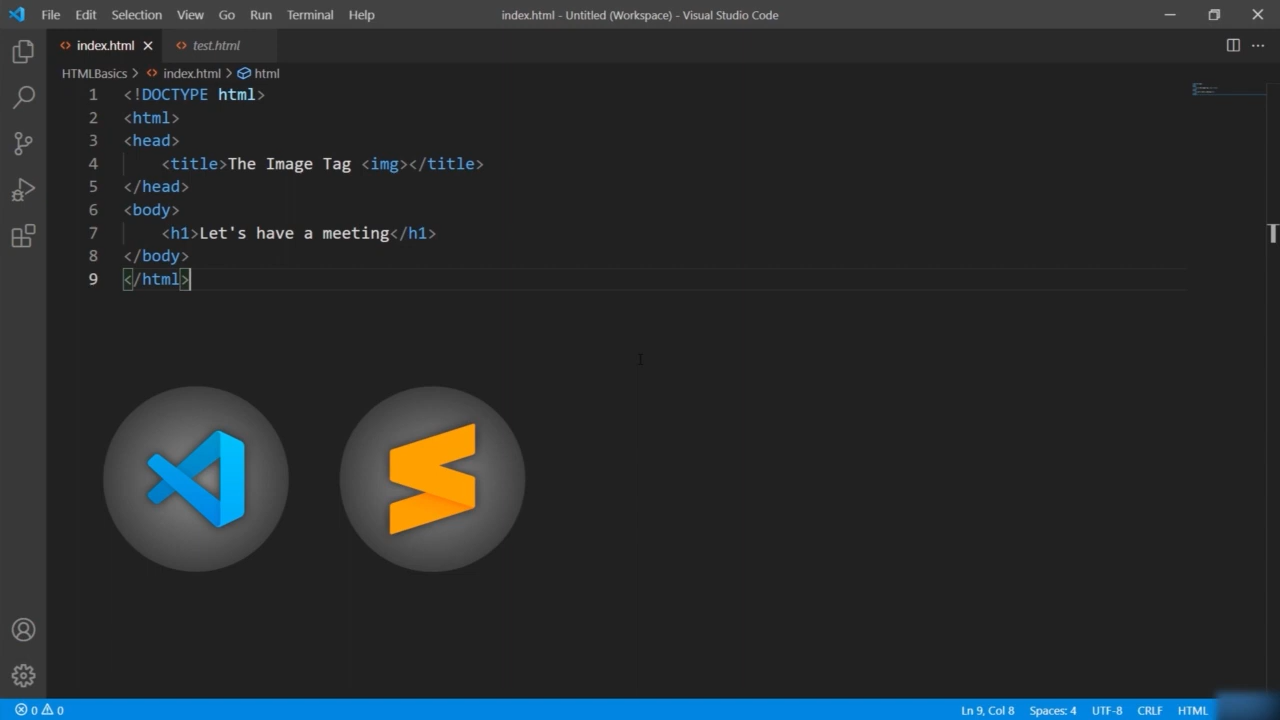 File Edit Selection View Go Run Terminal Help index.html - Untitled (Workspace) - Visual Studio Code
index.html test.html
HTMLBasics > index.html > html
1 <!DOCTYPE html>
2 <html>
3 <head>
4     <title>The Image Tag <img></title>
5 </head>
6 <body>
7     <h1>Let's have a meeting</h1>
8 </body>
9 </html>
0 0 Ln 9, Col 8 Spaces: 4 UTF-8 CRLF HTML